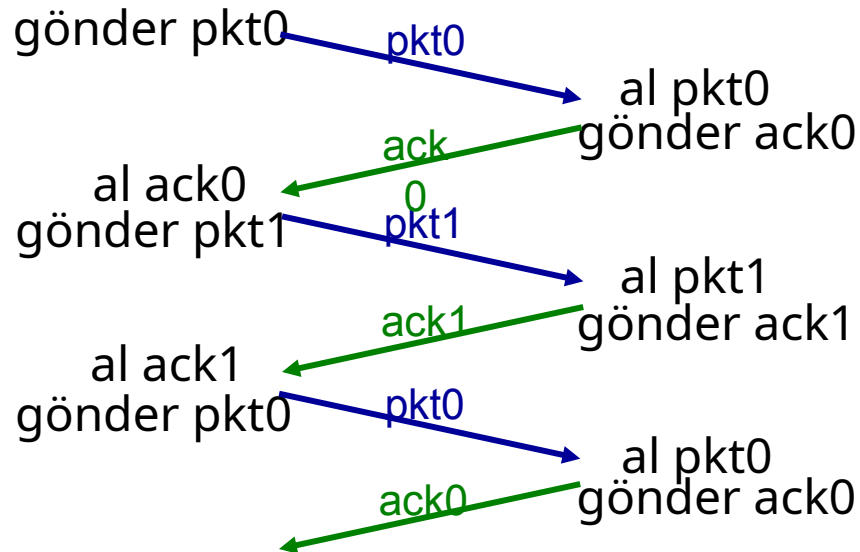 gönder pkt0
pkt0
al pkt0
gönder ack0
ack
0
al ack0
gönder pkt1
pkt1
al pkt1
gönder ack1
ack1
al ack1
gönder pkt0
pkt0
al pkt0
gönder ack0
ack0